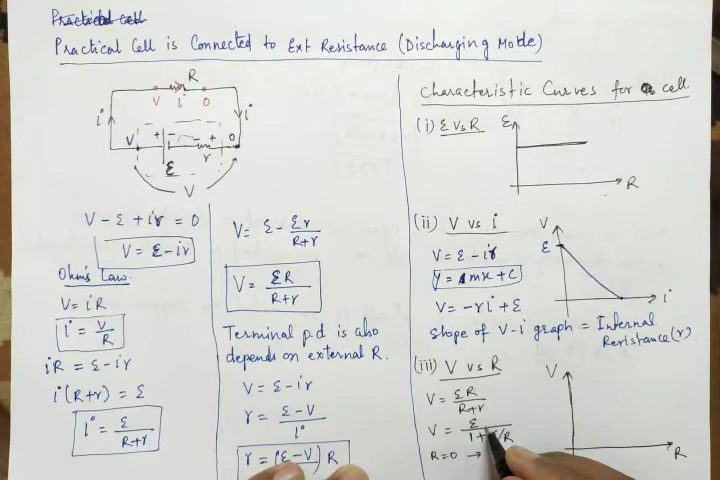 Practical cell
Practical Cell is Connected to Ext Resistance (Discharging Mode)
R
V i 0
i i
V + - - + 0
ε r
V
V - ε + ir = 0
V = ε - ir
Ohm's Law.
V = iR
i = V/R
iR = ε - ir
i(R+r) = ε
i = ε/R+r
V = ε - εr/R+r
V = εR/R+r
Terminal p.d is also
depends on external R.
V = ε - ir
r = ε-V/i
r = (ε-V/ ) R
Characteristic Curves for a cell.
(i) ε Vs R
ε
R
(ii) V vs i
V = ε - ir
y = mx + c
V = -ri + ε
V
ε
i
Slope of V-i graph = Internal
Resistance(r)
(iii) V vs R
V = εR/R+r
V = ε/1+r/R
R=0 →
V
R